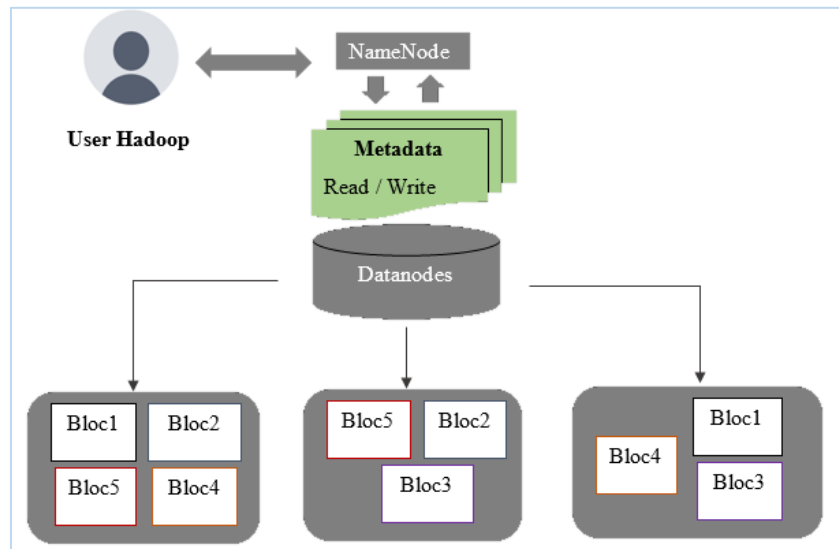 NameNode
User Hadoop
Metadata
Read / Write
Datanodes
Bloc1
Bloc2
Bloc5
Bloc4
Bloc5
Bloc2
Bloc3
Bloc4
Bloc1
Bloc3